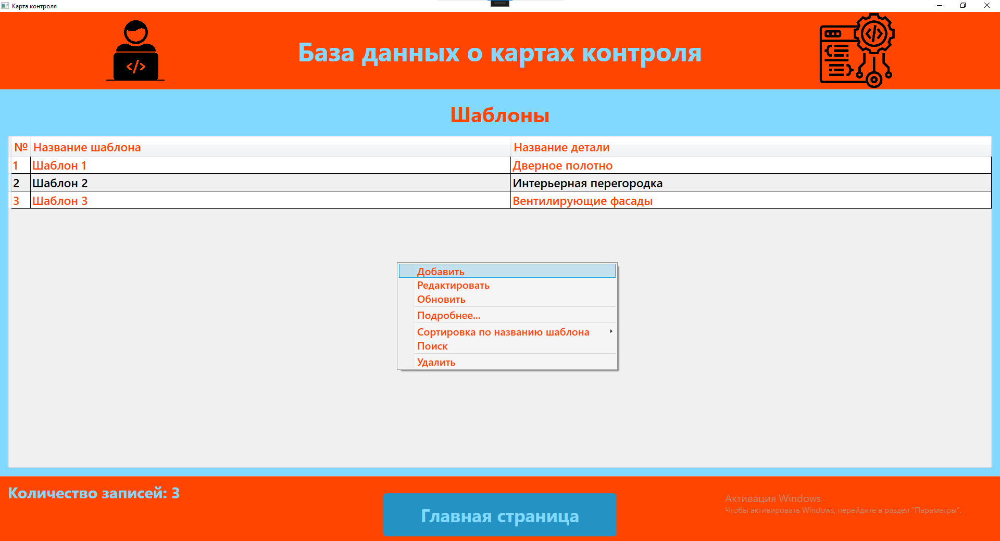 Карта контроля
База данных о картах контроля
Шаблоны
№ Название шаблона Название детали
1 Шаблон 1 Дверное полотно
2 Шаблон 2 Интерьерная перегородка
3 Шаблон 3 Вентилирующие фасады
Добавить
Редактировать
Обновить
Подробнее...
Сортировка по названию шаблона
Поиск
Удалить
Количество записей: 3
Главная страница
Активация Windows
Чтобы активировать Windows, перейдите в раздел "Параметры".